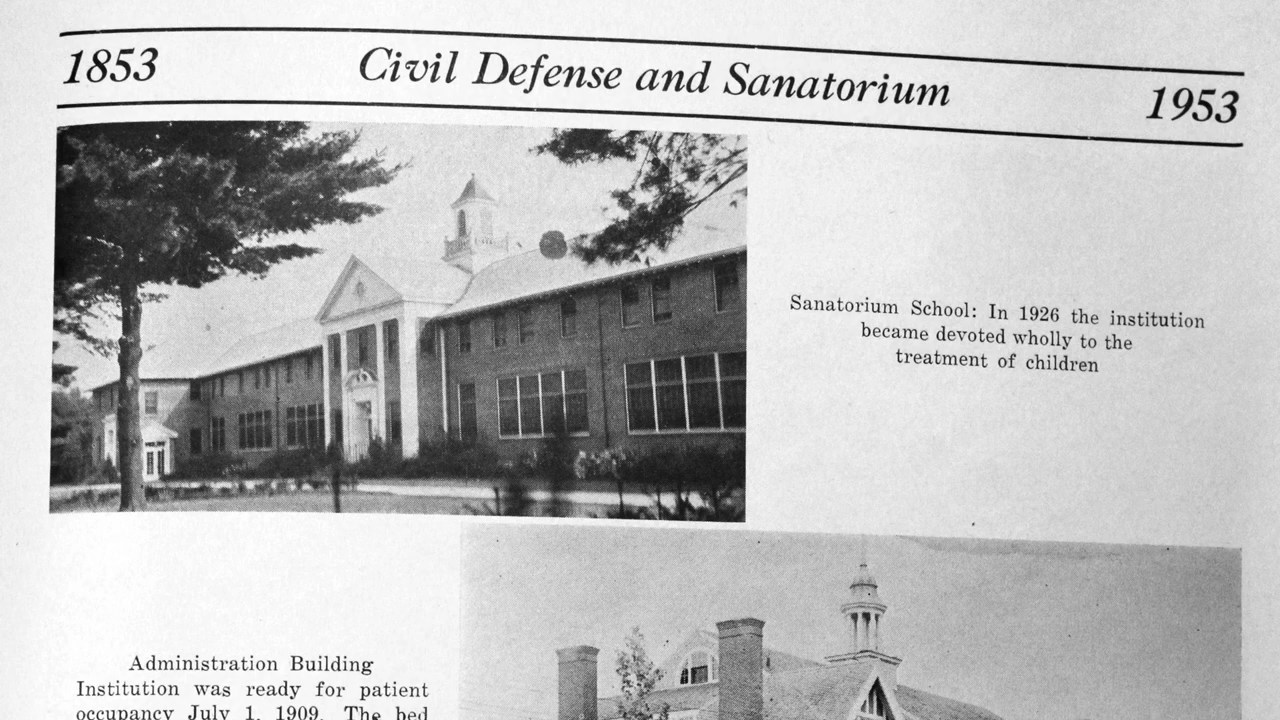 1853 Civil Defense and Sanatorium 1953
Sanatorium School: In 1926 the institution
became devoted wholly to the
treatment of children
Administration Building
Institution was ready for patient
occupancy July 1, 1909. The bed